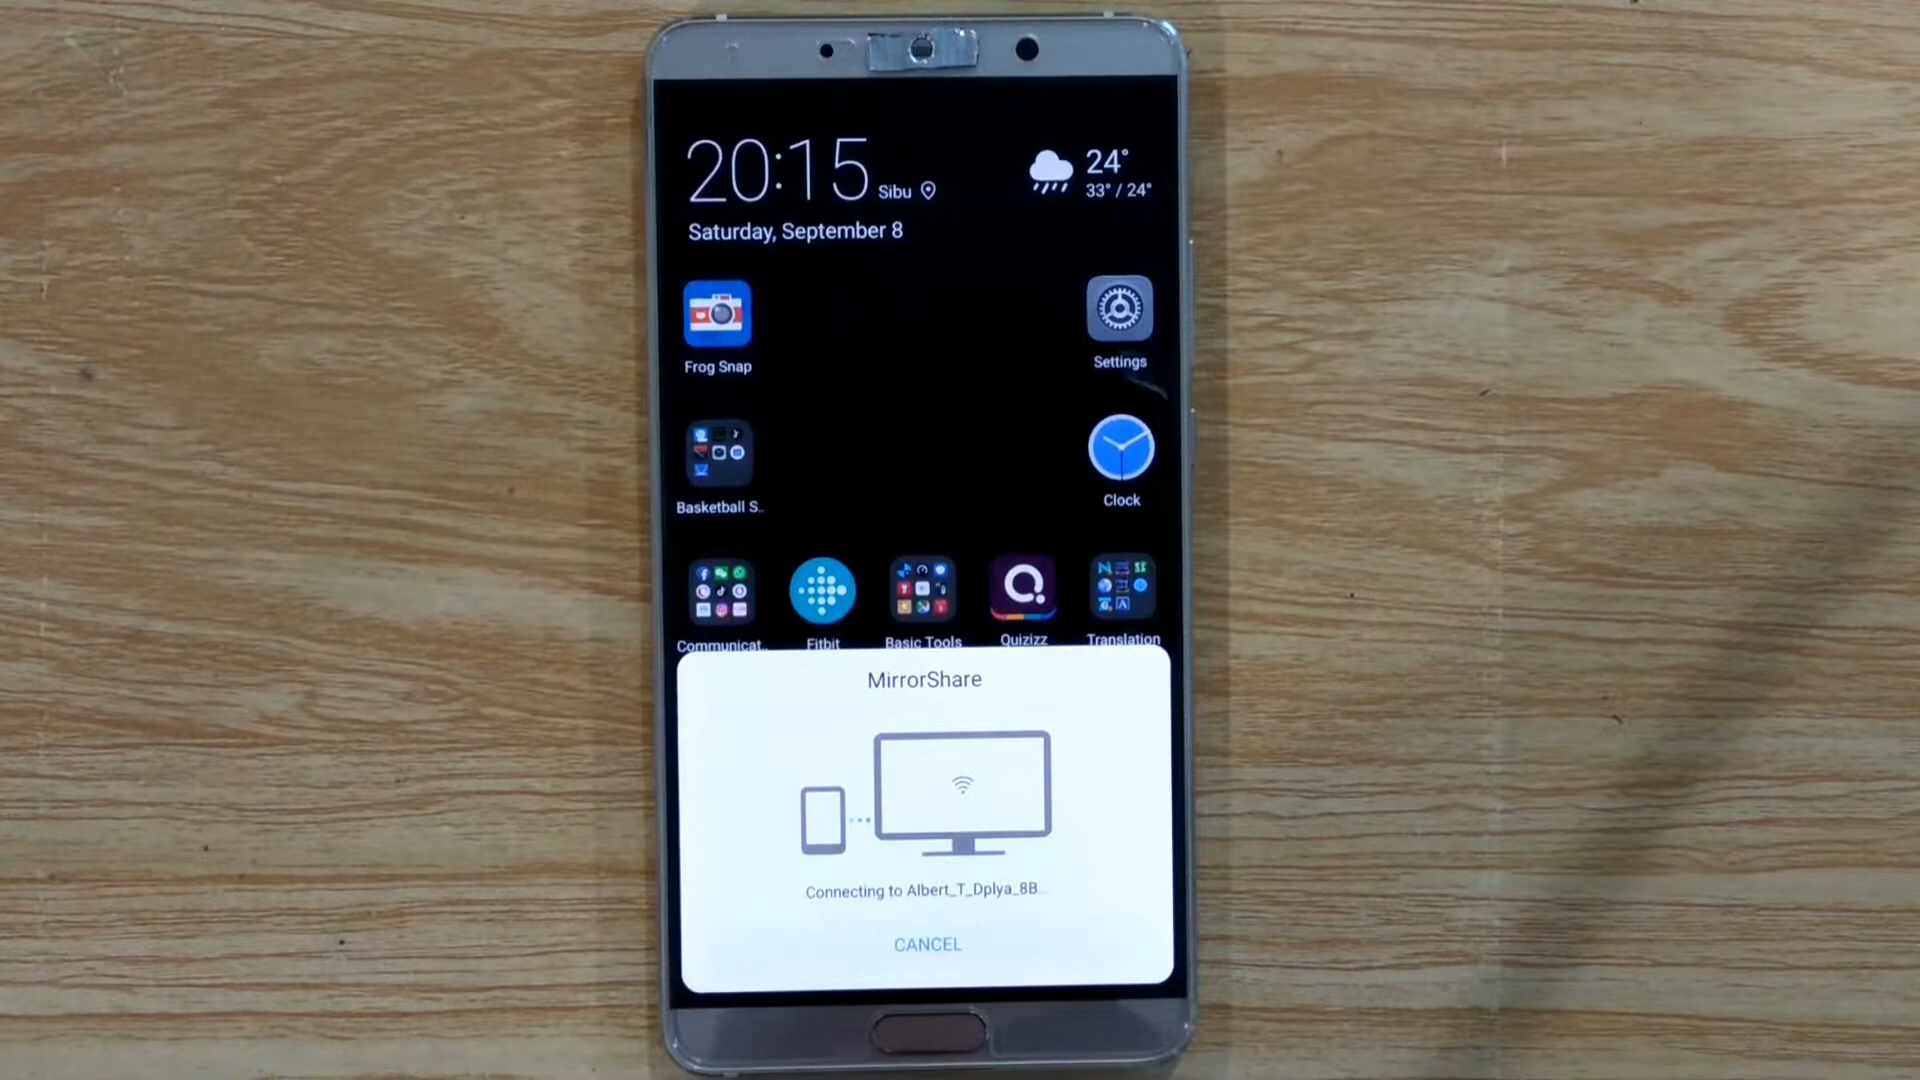 20:15 Sibu
24°
33° / 24°
Saturday, September 8
Frog Snap
Settings
Basketball S..
Clock
Communicat..
Fitbit
Basic Tools
Quizizz
Translation
MirrorShare
Connecting to Albert_T_Dplya_8B...
CANCEL